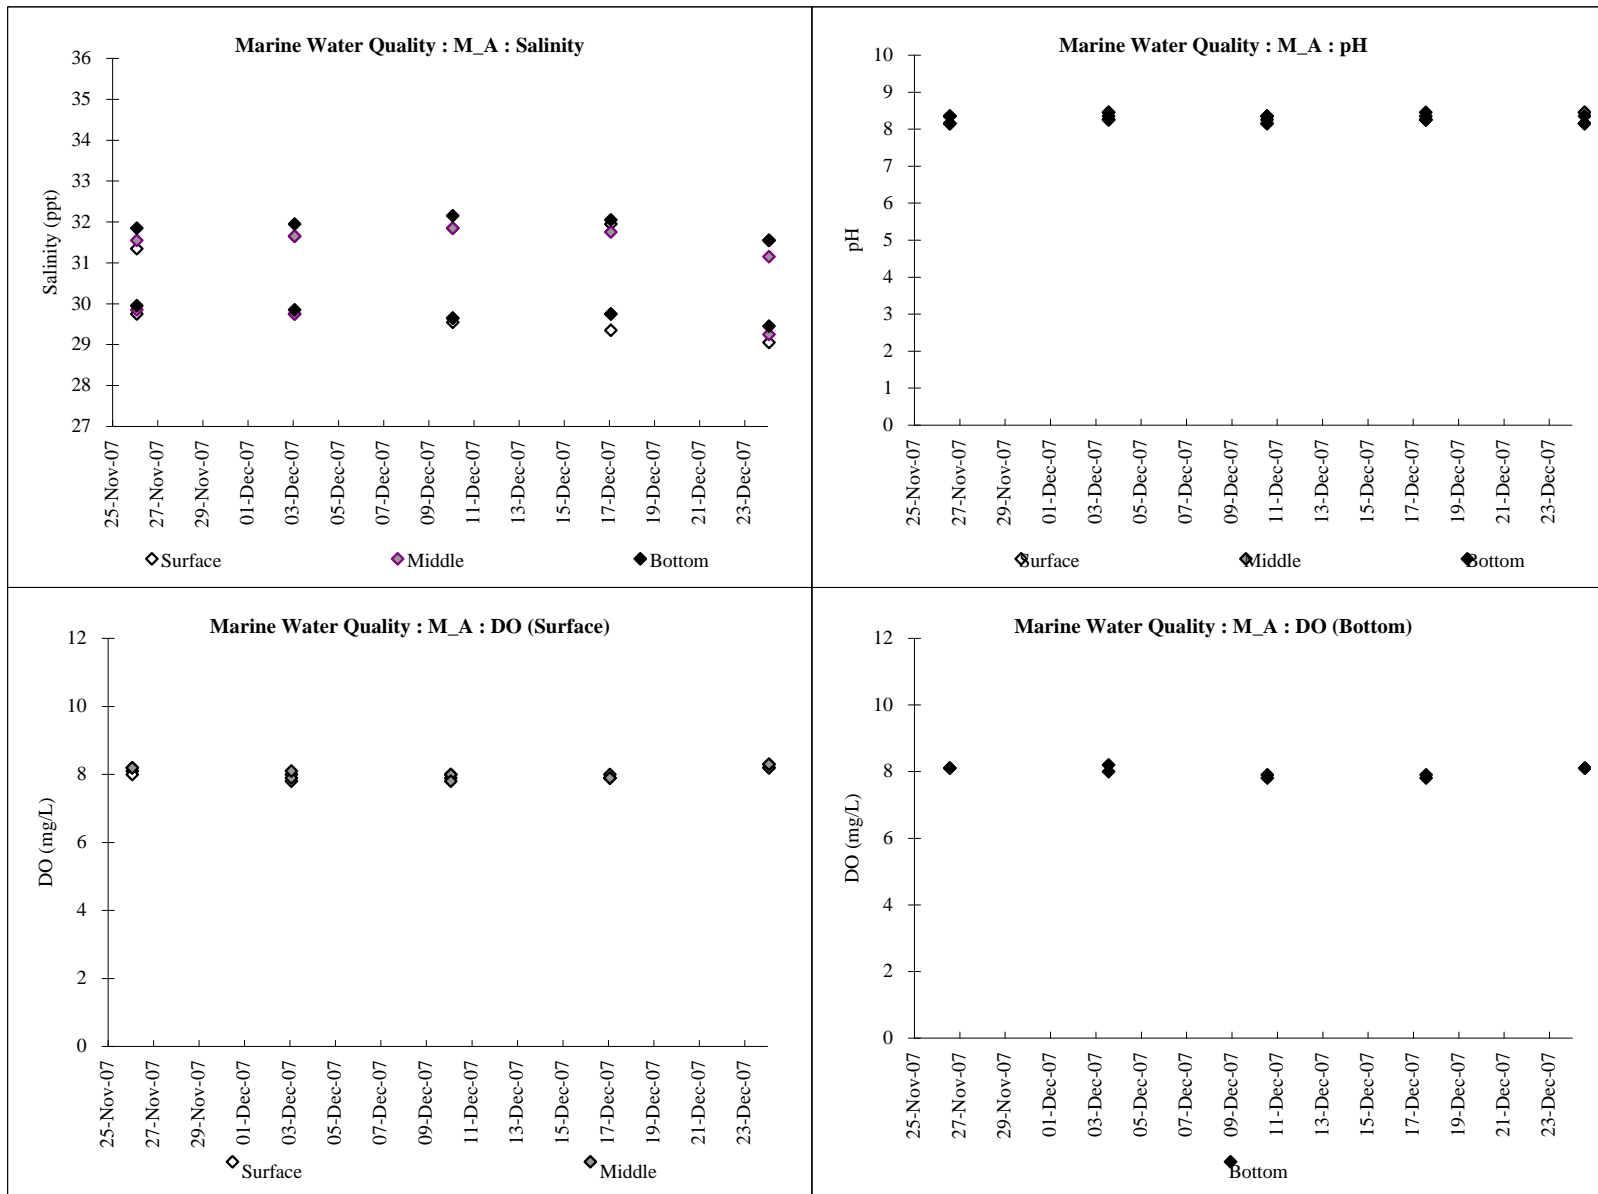 Marine Water Quality : M_A : Salinity
36
35
34
33
32
31
30
29
28
27
Salinity (ppt)
25-Nov-07
27-Nov-07
29-Nov-07
01-Dec-07
03-Dec-07
05-Dec-07
07-Dec-07
09-Dec-07
11-Dec-07
13-Dec-07
15-Dec-07
17-Dec-07
19-Dec-07
21-Dec-07
23-Dec-07
Surface Middle Bottom
Marine Water Quality : M_A : pH
10
9
8
7
6
5
4
3
2
1
0
pH
25-Nov-07
27-Nov-07
29-Nov-07
01-Dec-07
03-Dec-07
05-Dec-07
07-Dec-07
09-Dec-07
11-Dec-07
13-Dec-07
15-Dec-07
17-Dec-07
19-Dec-07
21-Dec-07
23-Dec-07
Surface Middle Bottom
Marine Water Quality : M_A : DO (Surface)
12
10
8
6
4
2
0
DO (mg/L)
25-Nov-07
27-Nov-07
29-Nov-07
01-Dec-07
03-Dec-07
05-Dec-07
07-Dec-07
09-Dec-07
11-Dec-07
13-Dec-07
15-Dec-07
17-Dec-07
19-Dec-07
21-Dec-07
23-Dec-07
Surface Middle
Marine Water Quality : M_A : DO (Bottom)
12
10
8
6
4
2
0
DO (mg/L)
25-Nov-07
27-Nov-07
29-Nov-07
01-Dec-07
03-Dec-07
05-Dec-07
07-Dec-07
09-Dec-07
11-Dec-07
13-Dec-07
15-Dec-07
17-Dec-07
19-Dec-07
21-Dec-07
23-Dec-07
Bottom